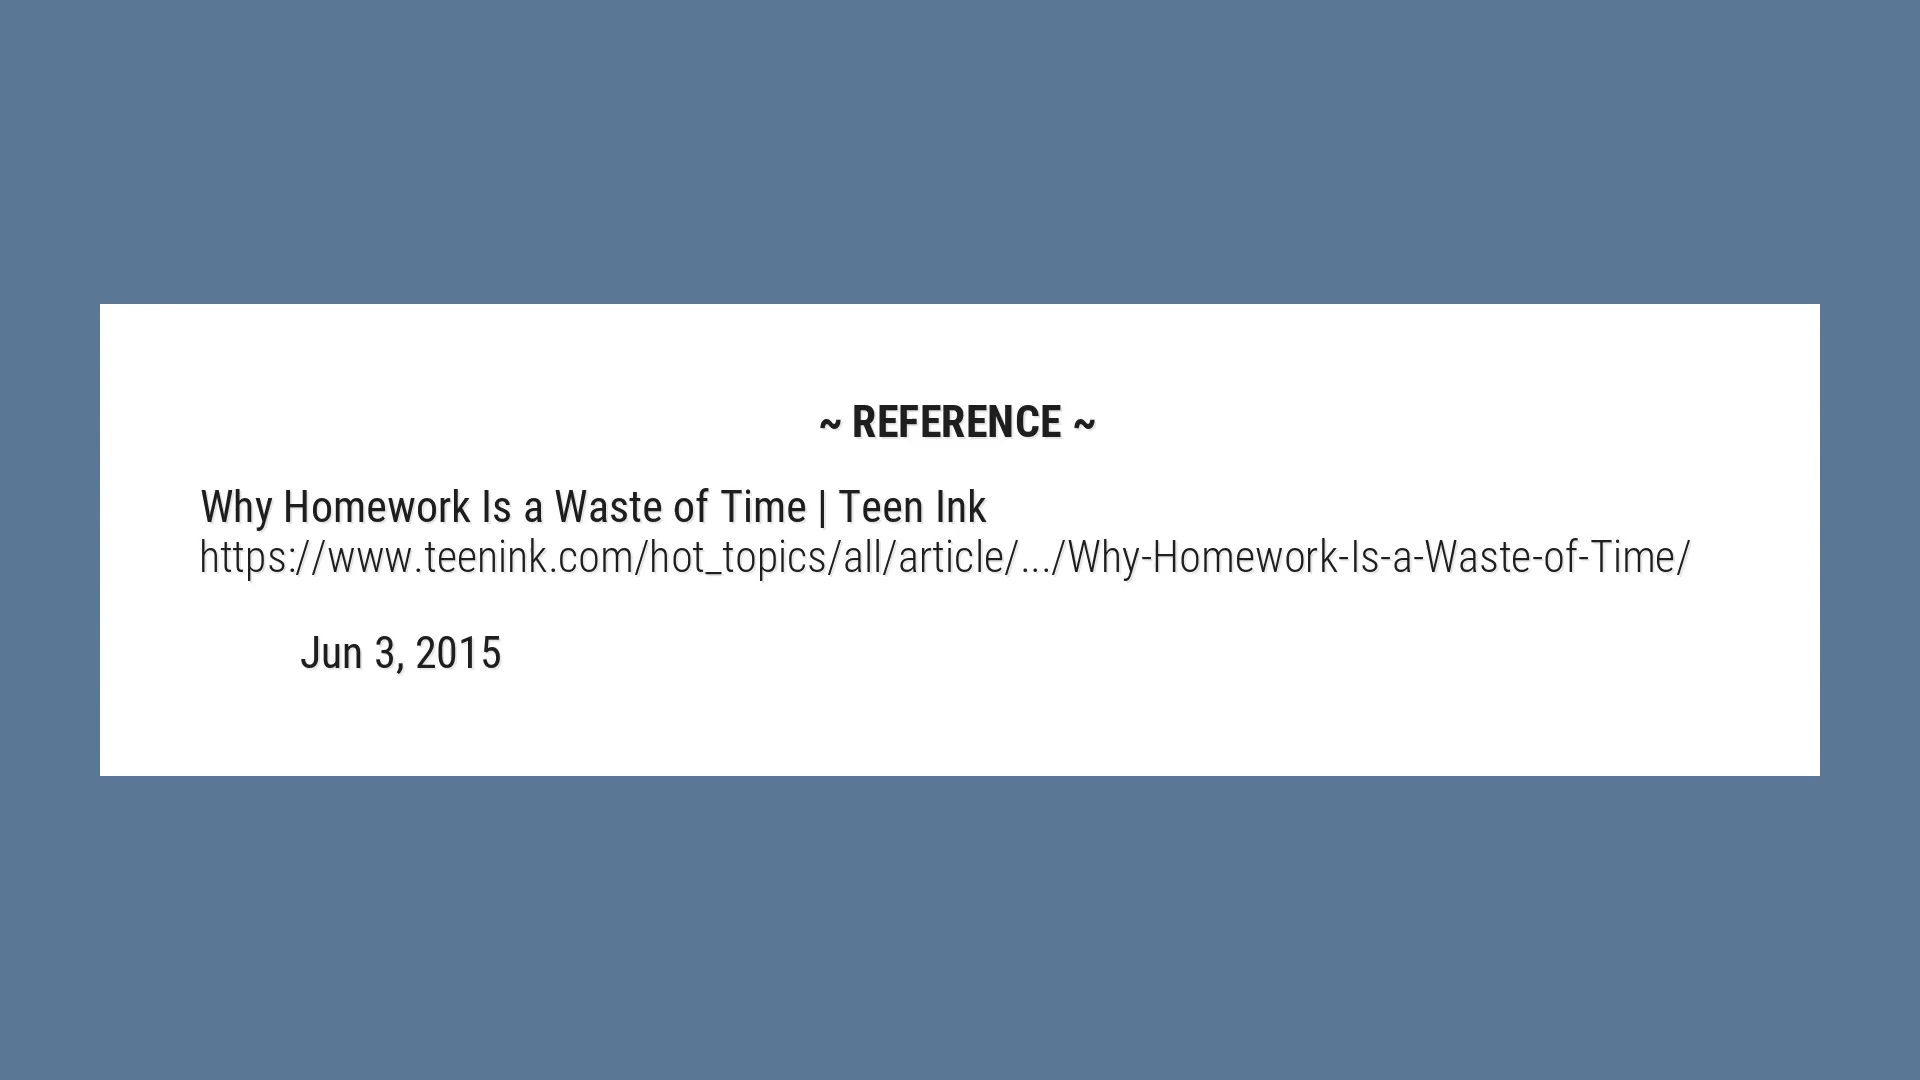 ~ REFERENCE ~
Why Homework Is a Waste of Time | Teen Ink
https://www.teenink.com/hot_topics/all/article/.../Why-Homework-Is-a-Waste-of-Time/
Jun 3, 2015